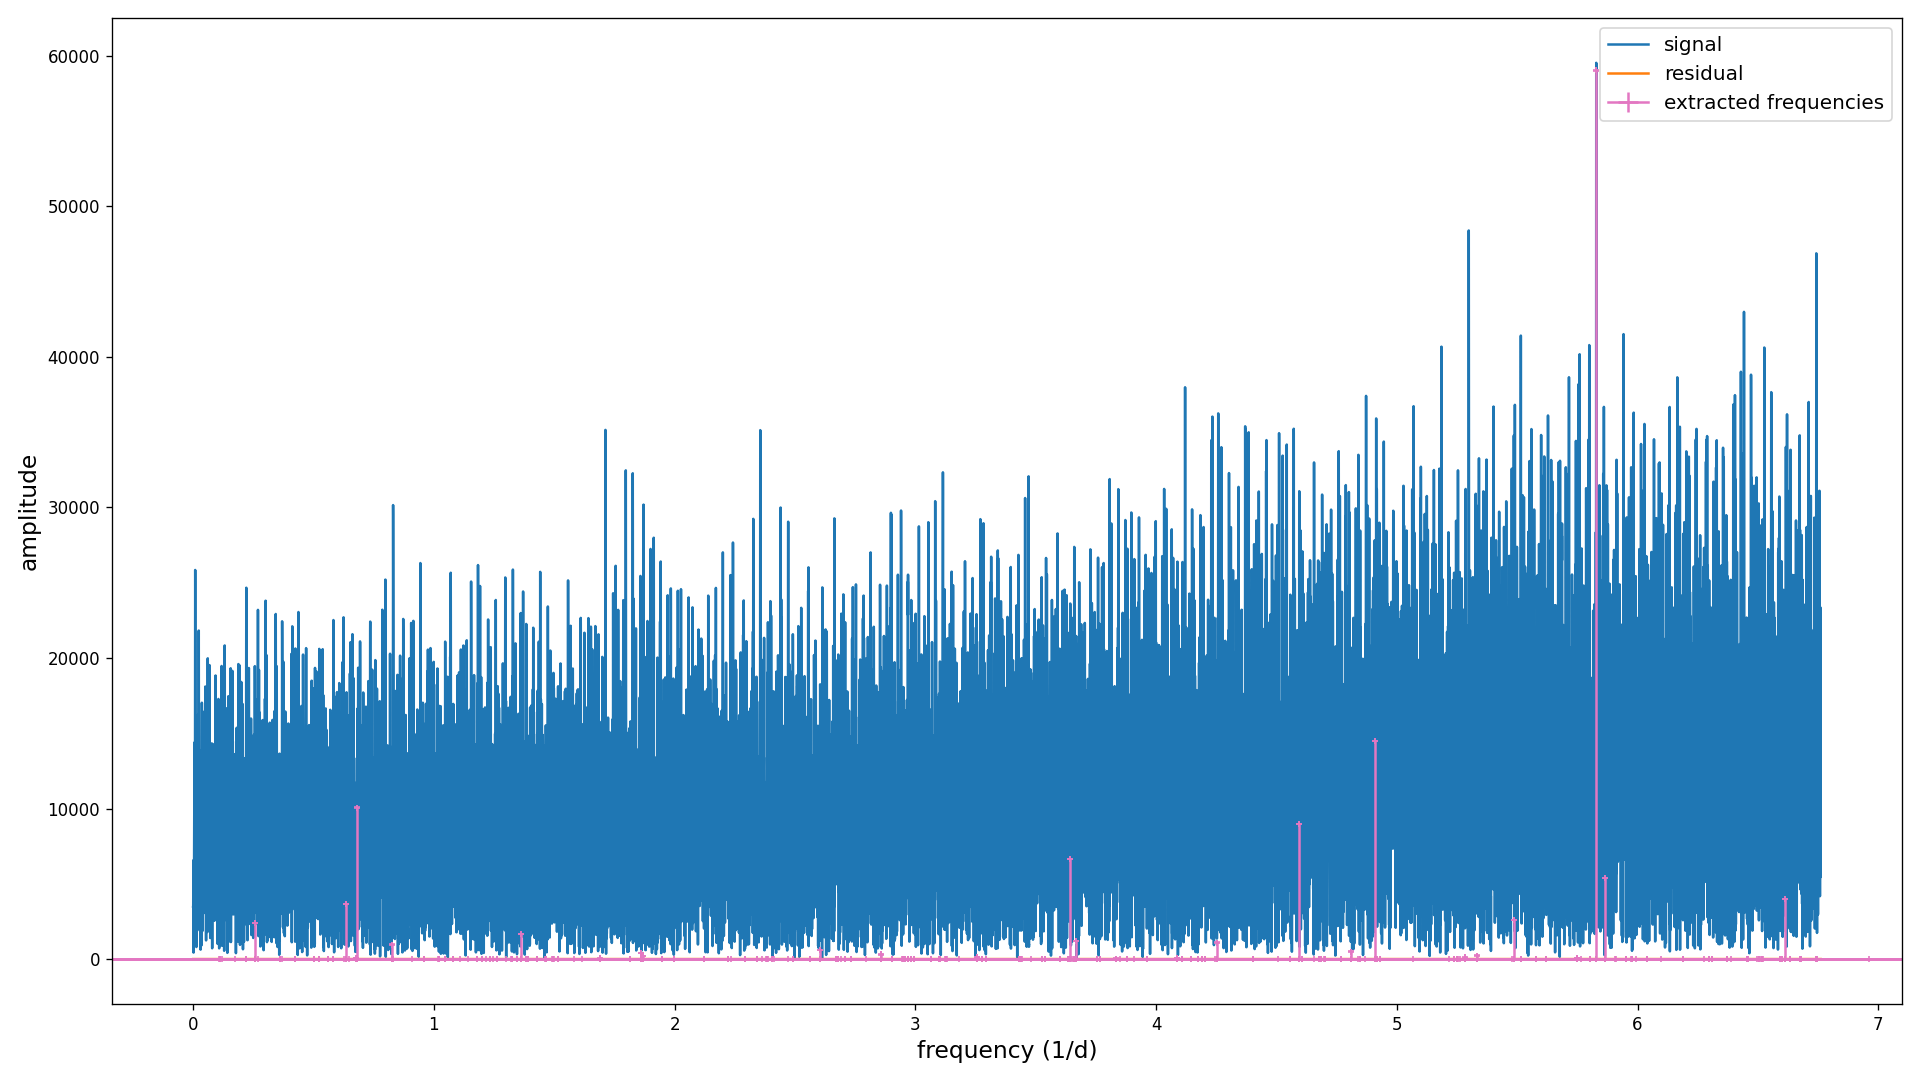 signal
residual
extracted frequencies
60000
50000
40000
30000
20000
10000
0
amplitude
0 1 2 3 4 5 6 7
frequency (1/d)